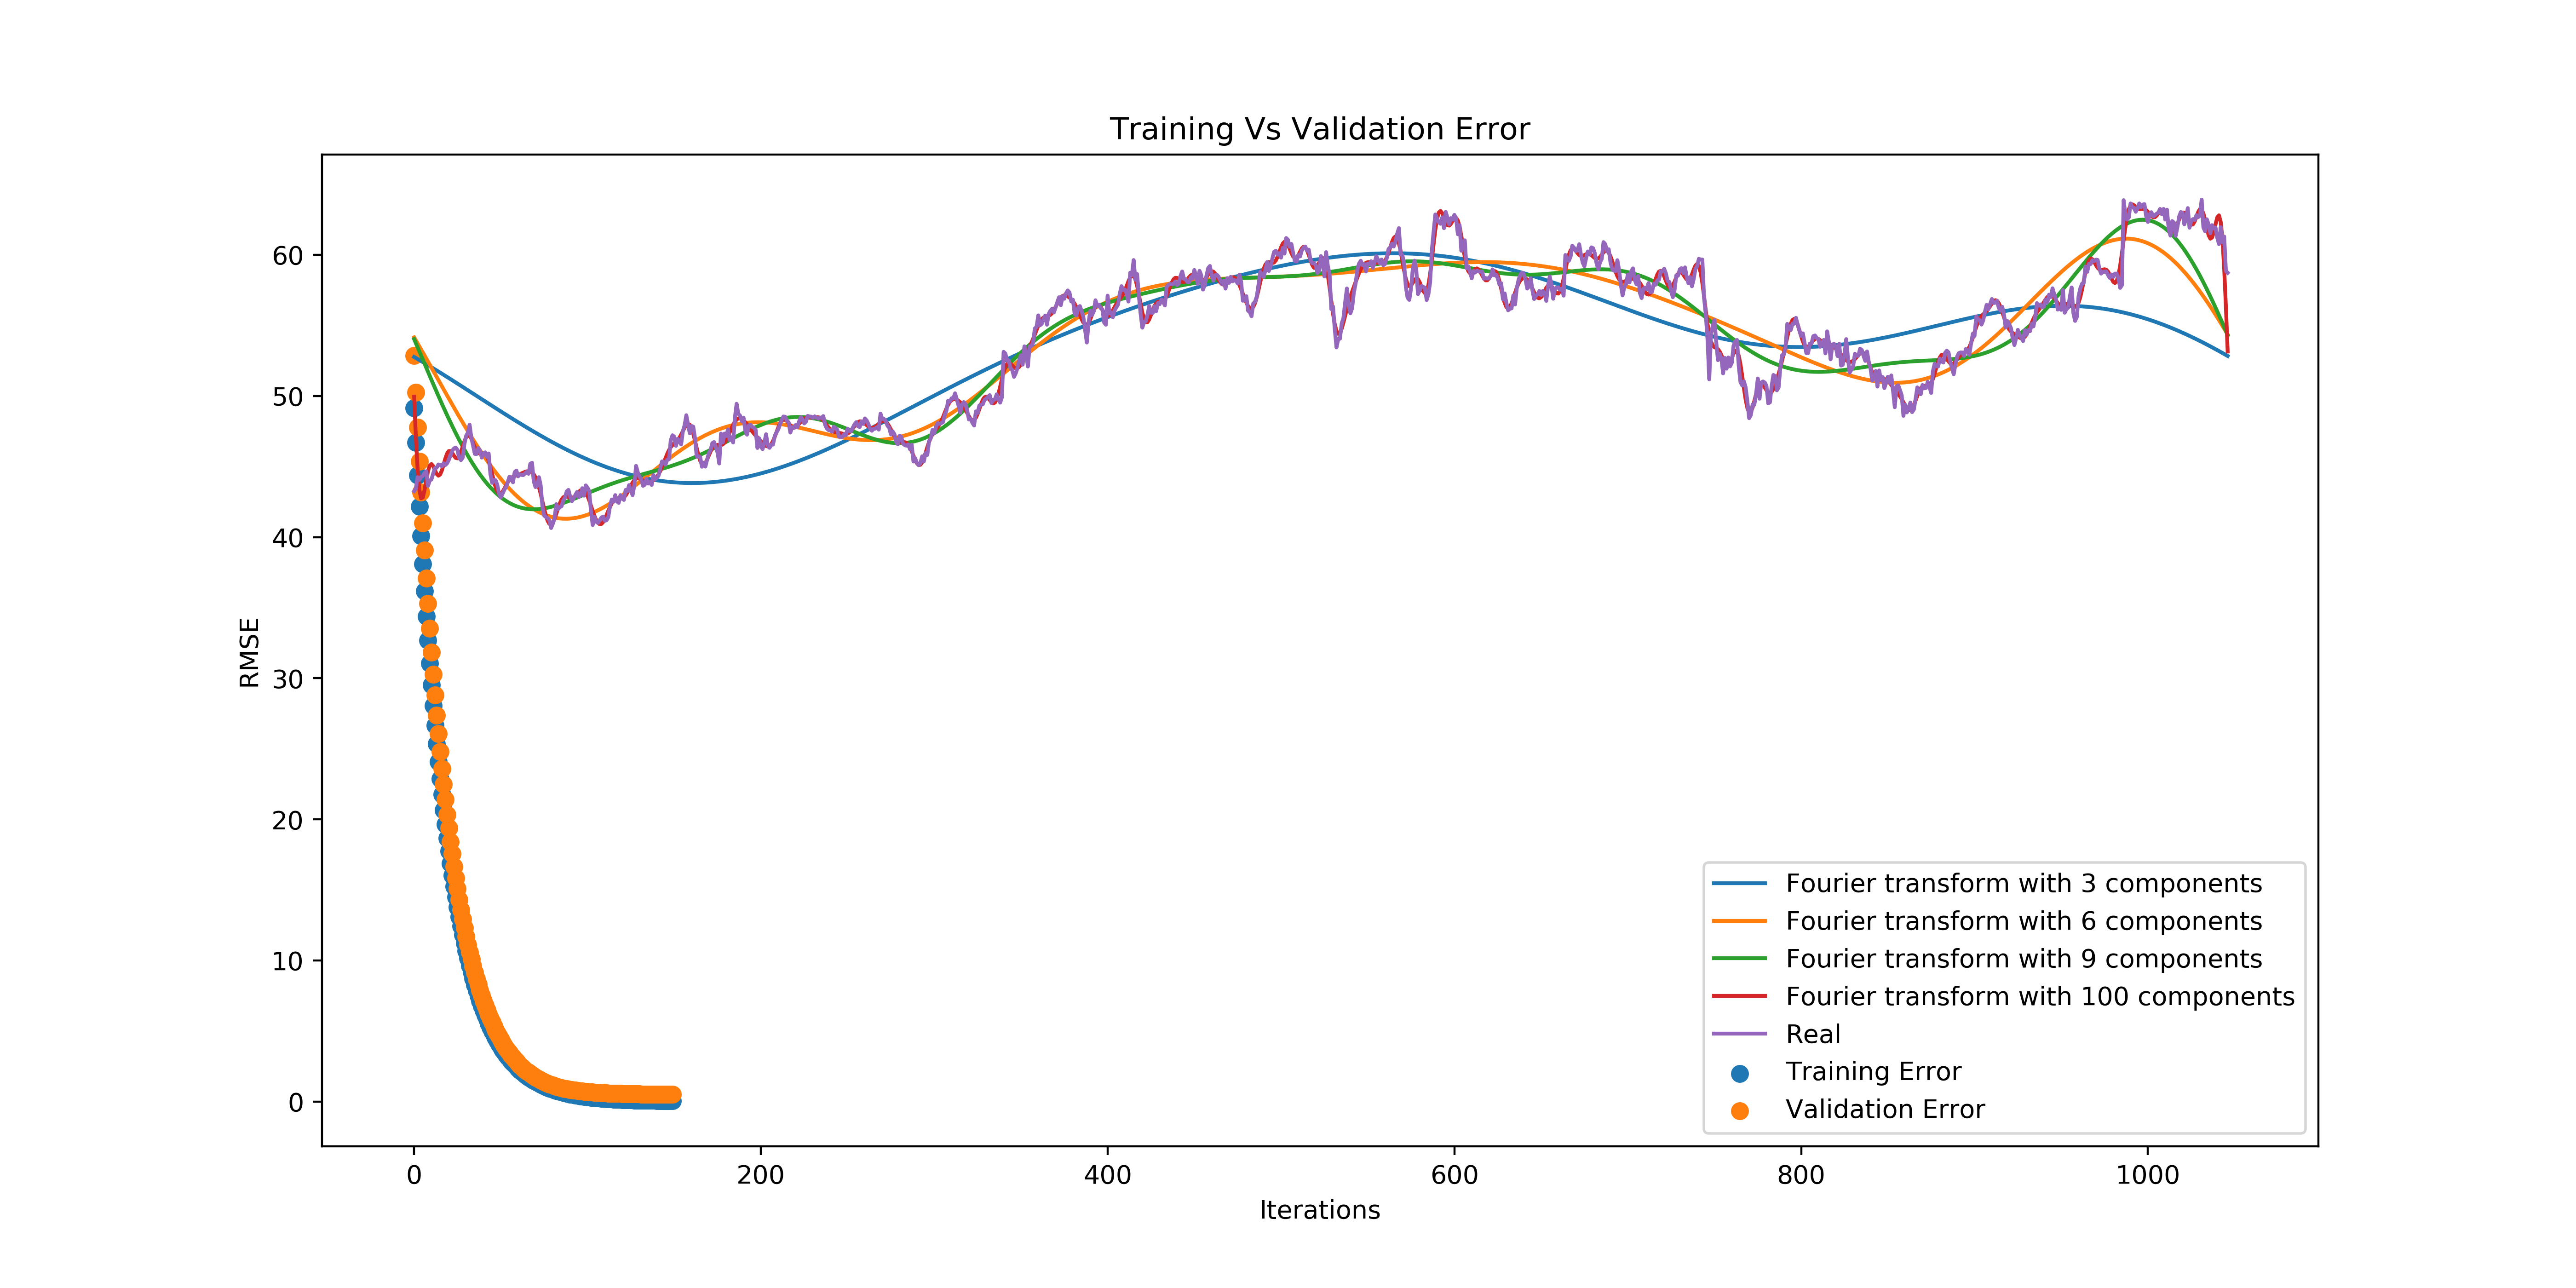 Training Vs Validation Error
RMSE
60
50
40
30
20
10
0
0 200 400 600 800 1000
Iterations
Fourier transform with 3 components
Fourier transform with 6 components
Fourier transform with 9 components
Fourier transform with 100 components
Real
Training Error
Validation Error